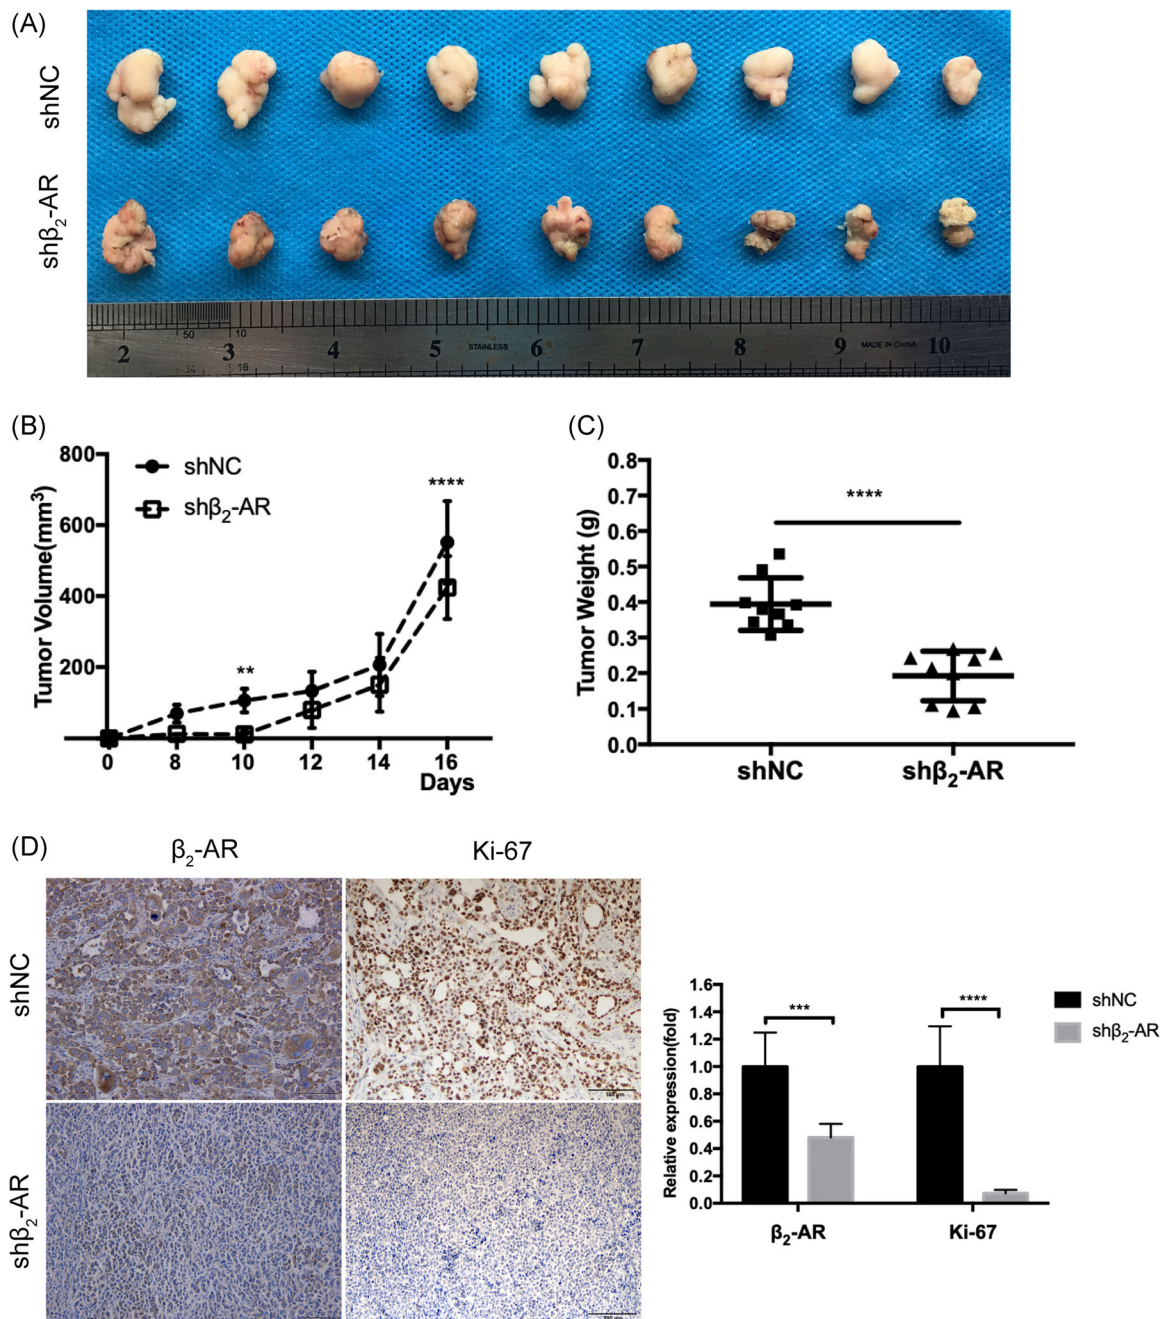 (A)
shNC
shβ2-AR
50
10
2
3
4
5
STAINLESS
6
7
8
9
MADE IN CHINA
10
16
(B)
800
600
400
200
Tumor Volume(mm3)
shNC
shβ2-AR
**
****
0
8
10
12
14
16
Days
(C)
0.8
0.7
0.6
0.5
0.4
0.3
0.2
0.1
0.0
Tumor Weight (g)
****
shNC
shβ2-AR
(D)
β2-AR
Ki-67
shNC
shβ2-AR
1.6
1.4
1.2
1.0
0.8
0.6
0.4
0.2
0.0
Relative expression(fold)
***
****
shNC
shβ2-AR
β2-AR
Ki-67